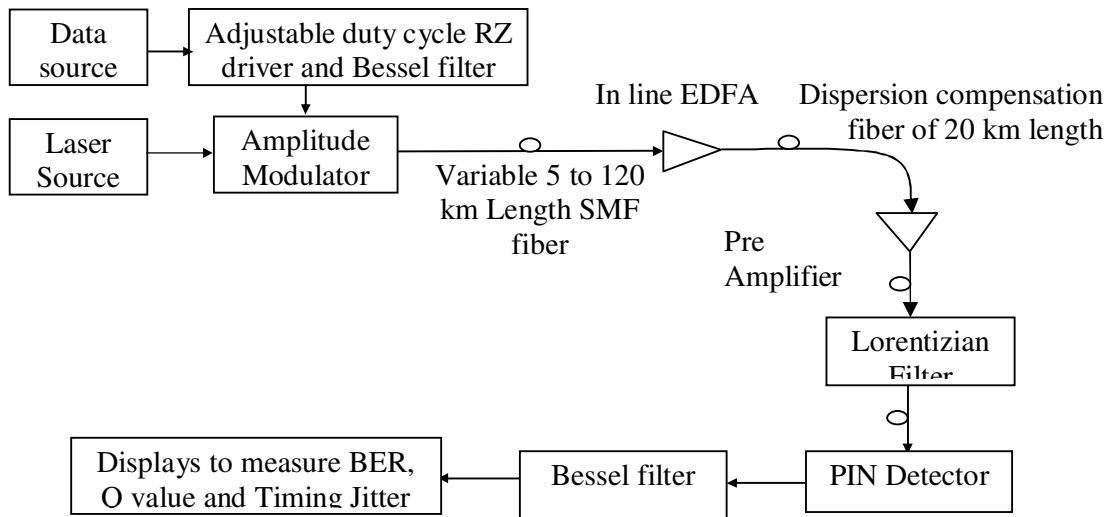 Data
source
Adjustable duty cycle RZ
driver and Bessel filter
In line EDFA
Dispersion compensation
fiber of 20 km length
Laser
Source
Amplitude
Modulator
Variable 5 to 120
km Length SMF
fiber
Pre
Amplifier
Lorentizian
Filter
Displays to measure BER,
Q value and Timing Jitter
Bessel filter
PIN Detector